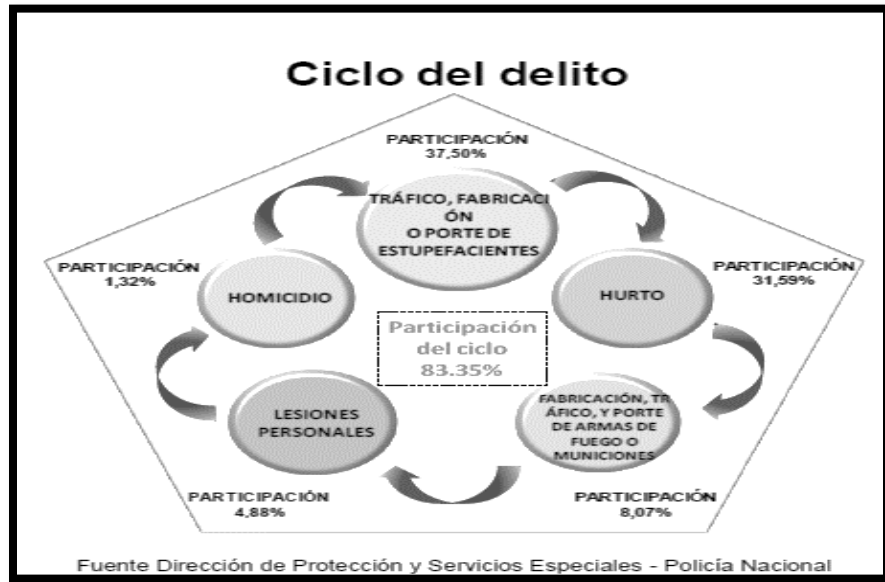 Ciclo del delito
PARTICIPACIÓN
37,50%
TRÁFICO, FABRICACI
ÓN
O PORTE DE
ESTUPEFACIENTES
PARTICIPACIÓN
31,59%
HURTO
PARTICIPACIÓN
1,32%
HOMICIDIO
Participación
del ciclo
83.35%
FABRICACIÓN, TR
ÁFICO, Y PORTE
DE ARMAS DE
FUEGO O
MUNICIONES
PARTICIPACIÓN
8,07%
LESIONES
PERSONALES
PARTICIPACIÓN
4,88%
Fuente Dirección de Protección y Servicios Especiales - Policía Nacional